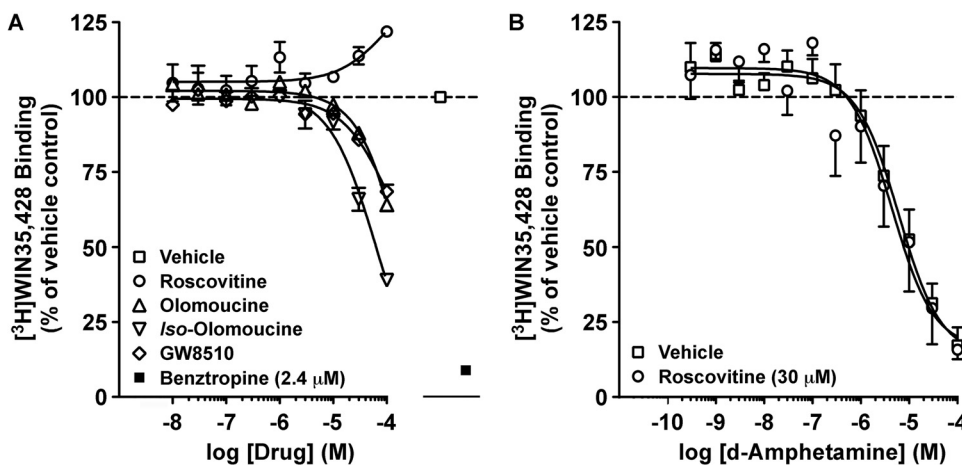 A
[³H]WIN35,428 Binding
(% of vehicle control)
125
100
75
50
25
0
Vehicle
Roscovitine
Olomoucine
Iso-Olomoucine
GW8510
Benztropine (2.4 μM)
-8 -7 -6 -5 -4
log [Drug] (M)
B
[³H]WIN35,428 Binding
(% of vehicle control)
125
100
75
50
25
0
Vehicle
Roscovitine (30 μM)
-10 -9 -8 -7 -6 -5 -4
log [d-Amphetamine] (M)